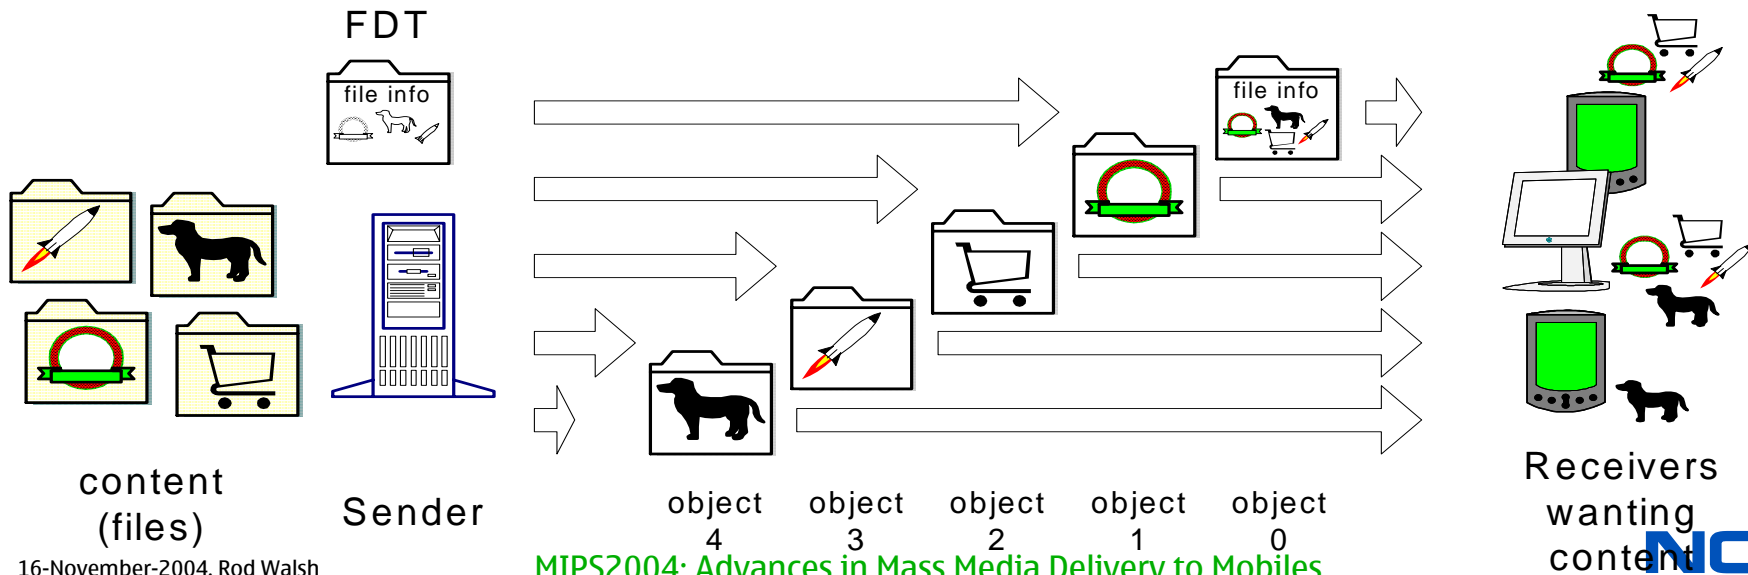 FDT
file info
file info
content
(files)
Sender
object
4
object
3
object
2
object
1
object
0
Receivers
wanting
content
16-November-2004, Rod Walsh
MIPS2004: Advances in Mass Media Delivery to Mobiles